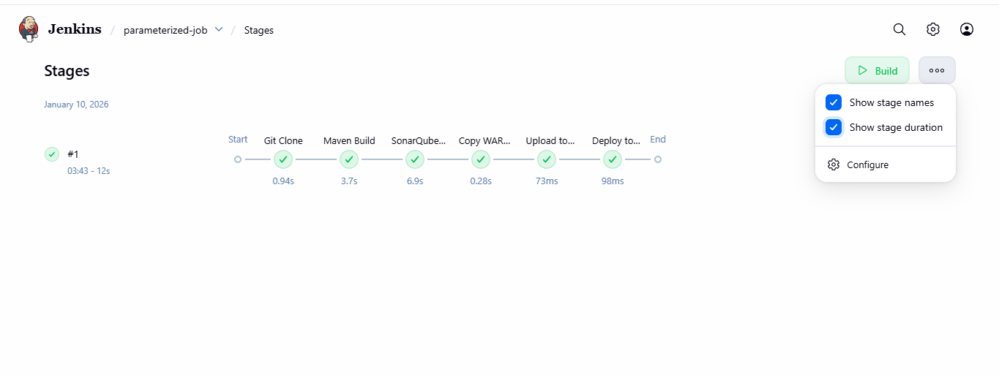 Jenkins / parameterized-job / Stages
Stages
Build
January 10, 2026
Show stage names
Show stage duration
Configure
Start Git Clone Maven Build SonarQube... Copy WAR... Upload to... Deploy to... End
#1
03:43 - 12s
0.94s 3.7s 6.9s 0.28s 73ms 98ms